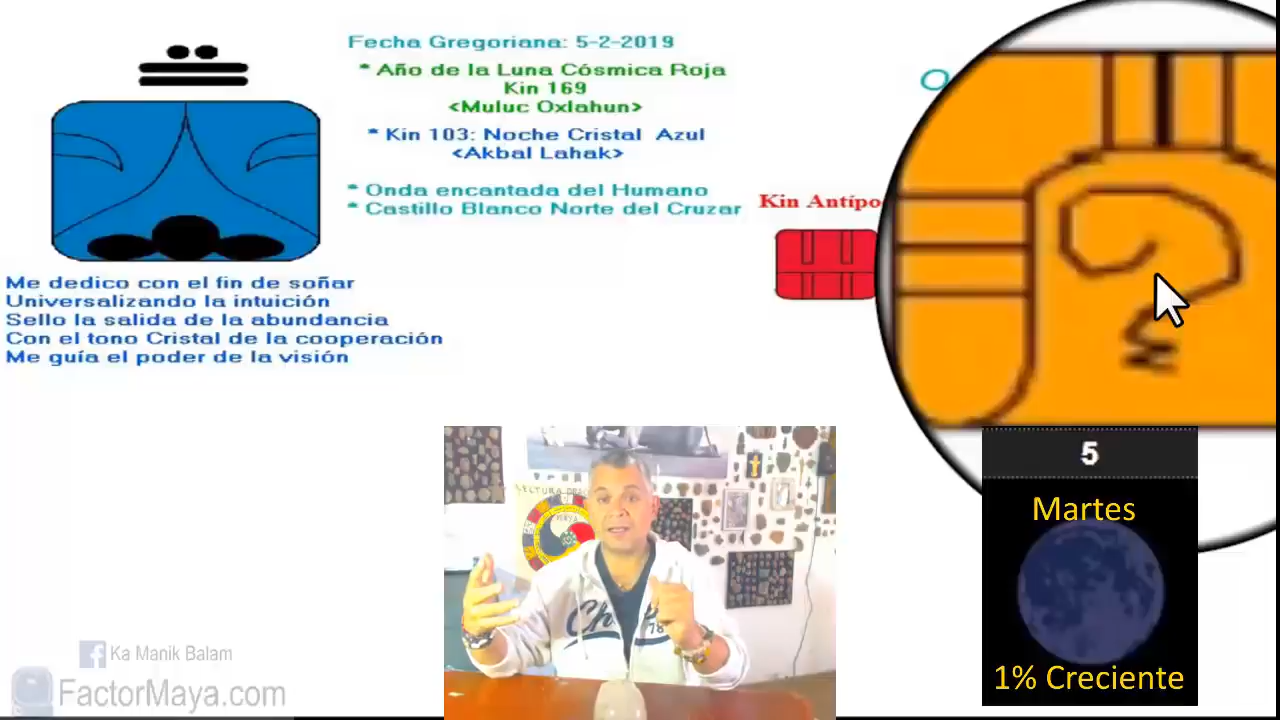 Fecha Gregoriana: 5-2-2019
* Año de la Luna Cósmica Roja
Kin 169
<Muluc Oxlahun>
* Kin 103: Noche Cristal Azul
<Akbal Lahak>
* Onda encantada del Humano
* Castillo Blanco Norte del Cruzar
Kin Antípo
Me dedico con el fin de soñar
Universalizando la intuición
Sello la salida de la abundancia
Con el tono Cristal de la cooperación
Me guía el poder de la visión
5
Martes
1% Creciente
Ka Manik Balam
FactorMaya.com